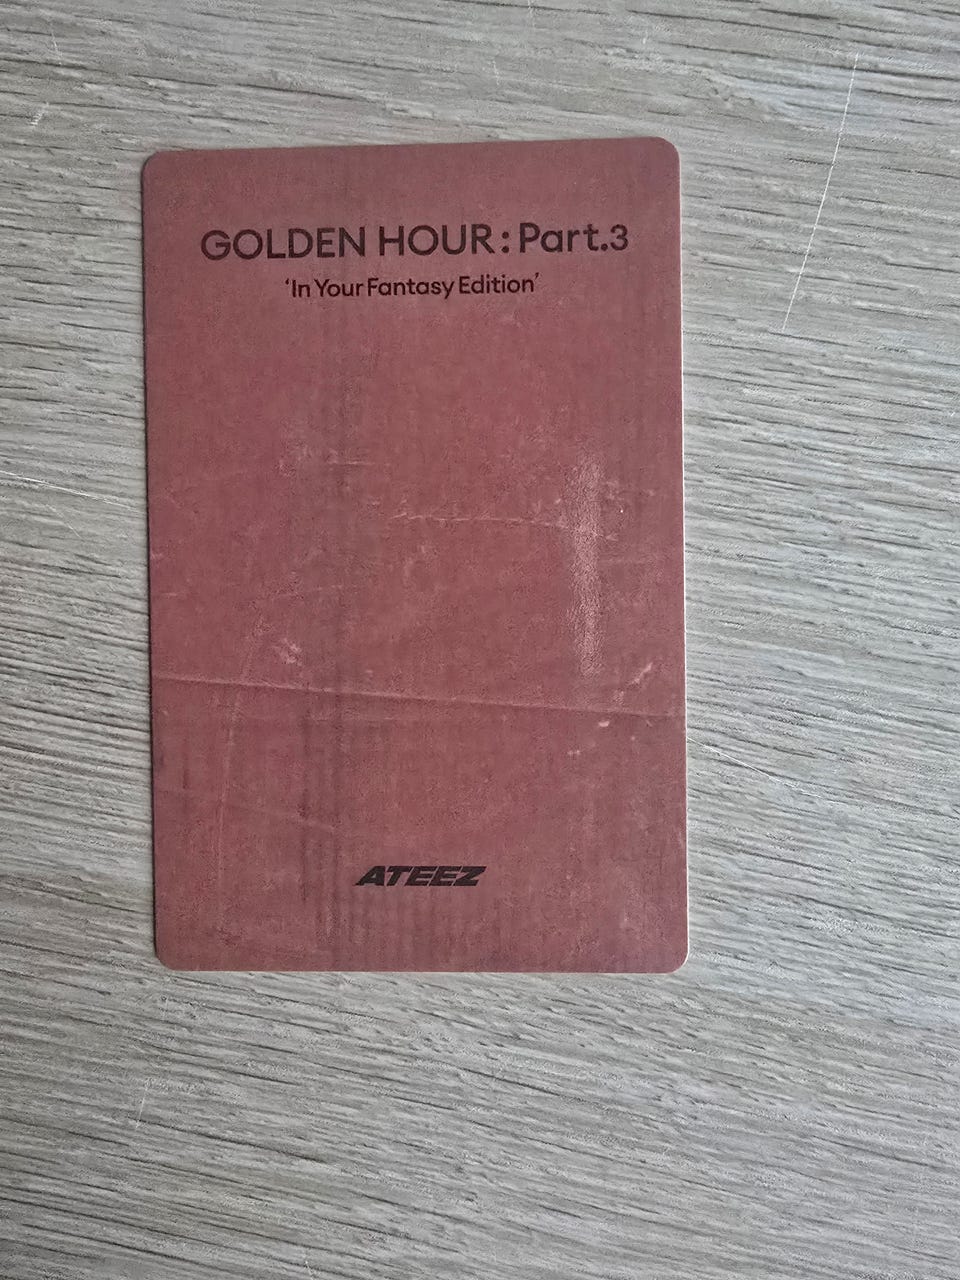 GOLDEN HOUR : Part.3
‘In Your Fantasy Edition’
ATEEZ